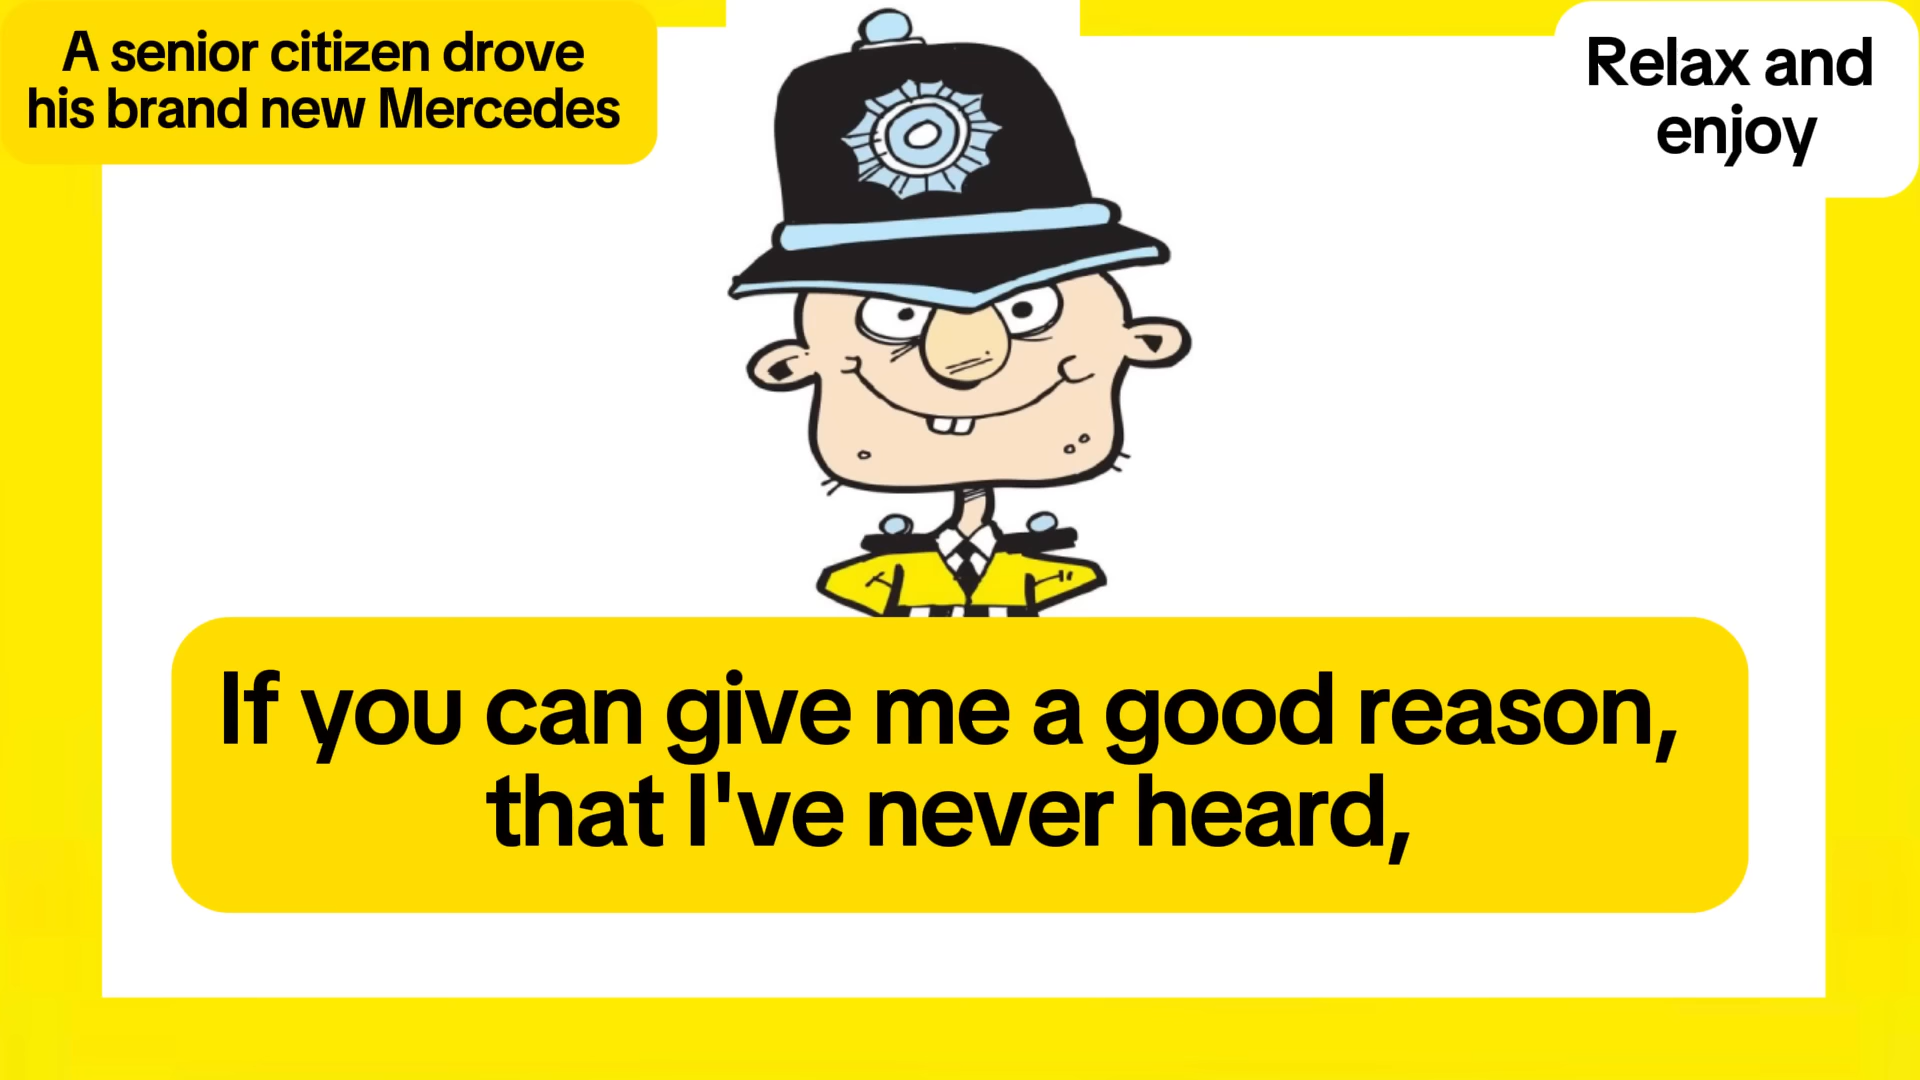 A senior citizen drove
his brand new Mercedes
Relax and
enjoy
If you can give me a good reason,
that I've never heard,